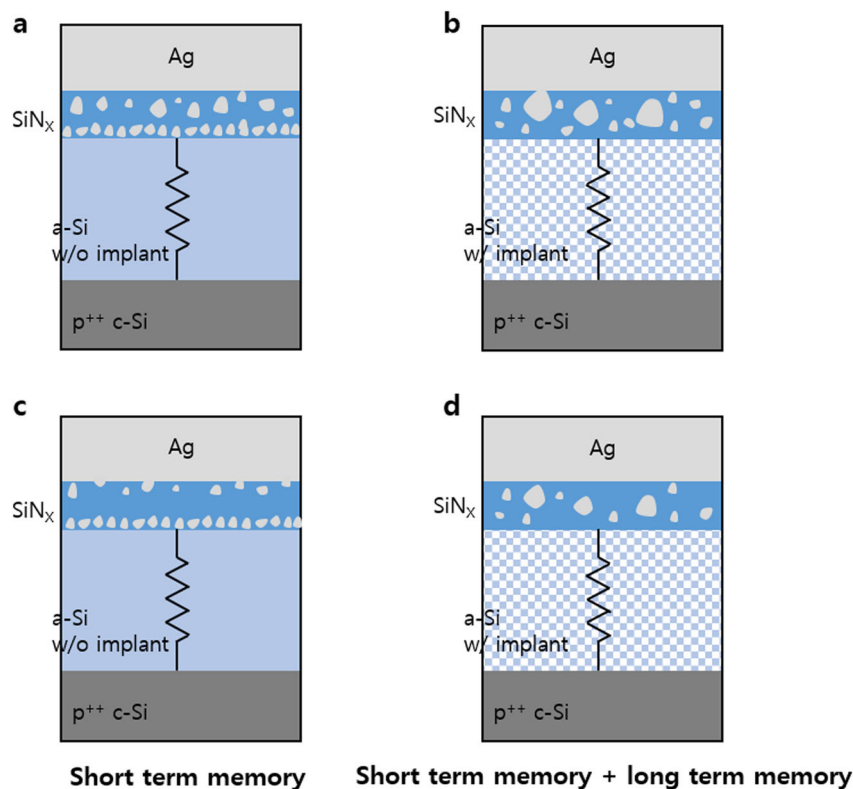 a
Ag
SiNX
a-Si
w/o implant
p++ c-Si
b
Ag
SiNX
a-Si
w/ implant
p++ c-Si
c
Ag
SiNX
a-Si
w/o implant
p++ c-Si
d
Ag
SiNX
a-Si
w/ implant
p++ c-Si
Short term memory
Short term memory + long term memory